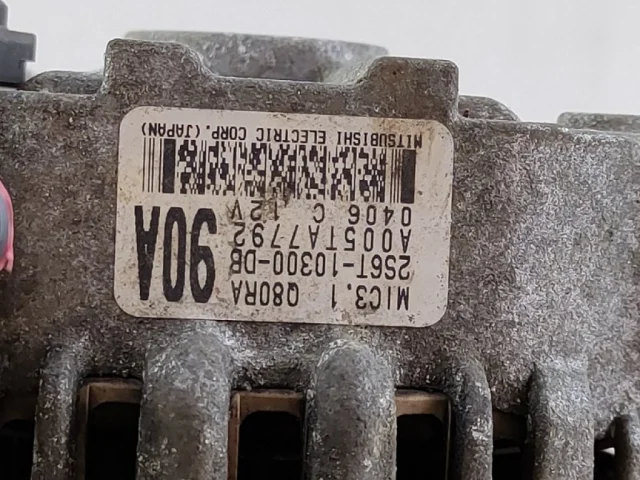 MIC3.1 Q80RA
2S6T-10300-DB
A005TA7792
0406 C 12V
90A
MITSUBISHI ELECTRIC CORP.(JAPAN)